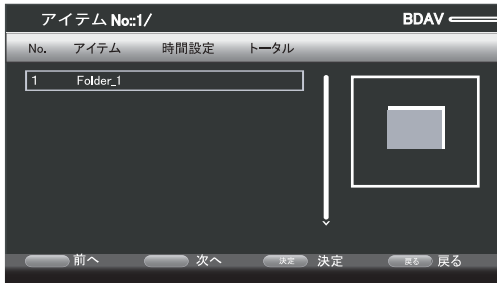 アイテム No::1/ BDAV
No. アイテム 時間設定 トータル
1 Folder_1
前へ 次へ 決定 決定 戻る 戻る